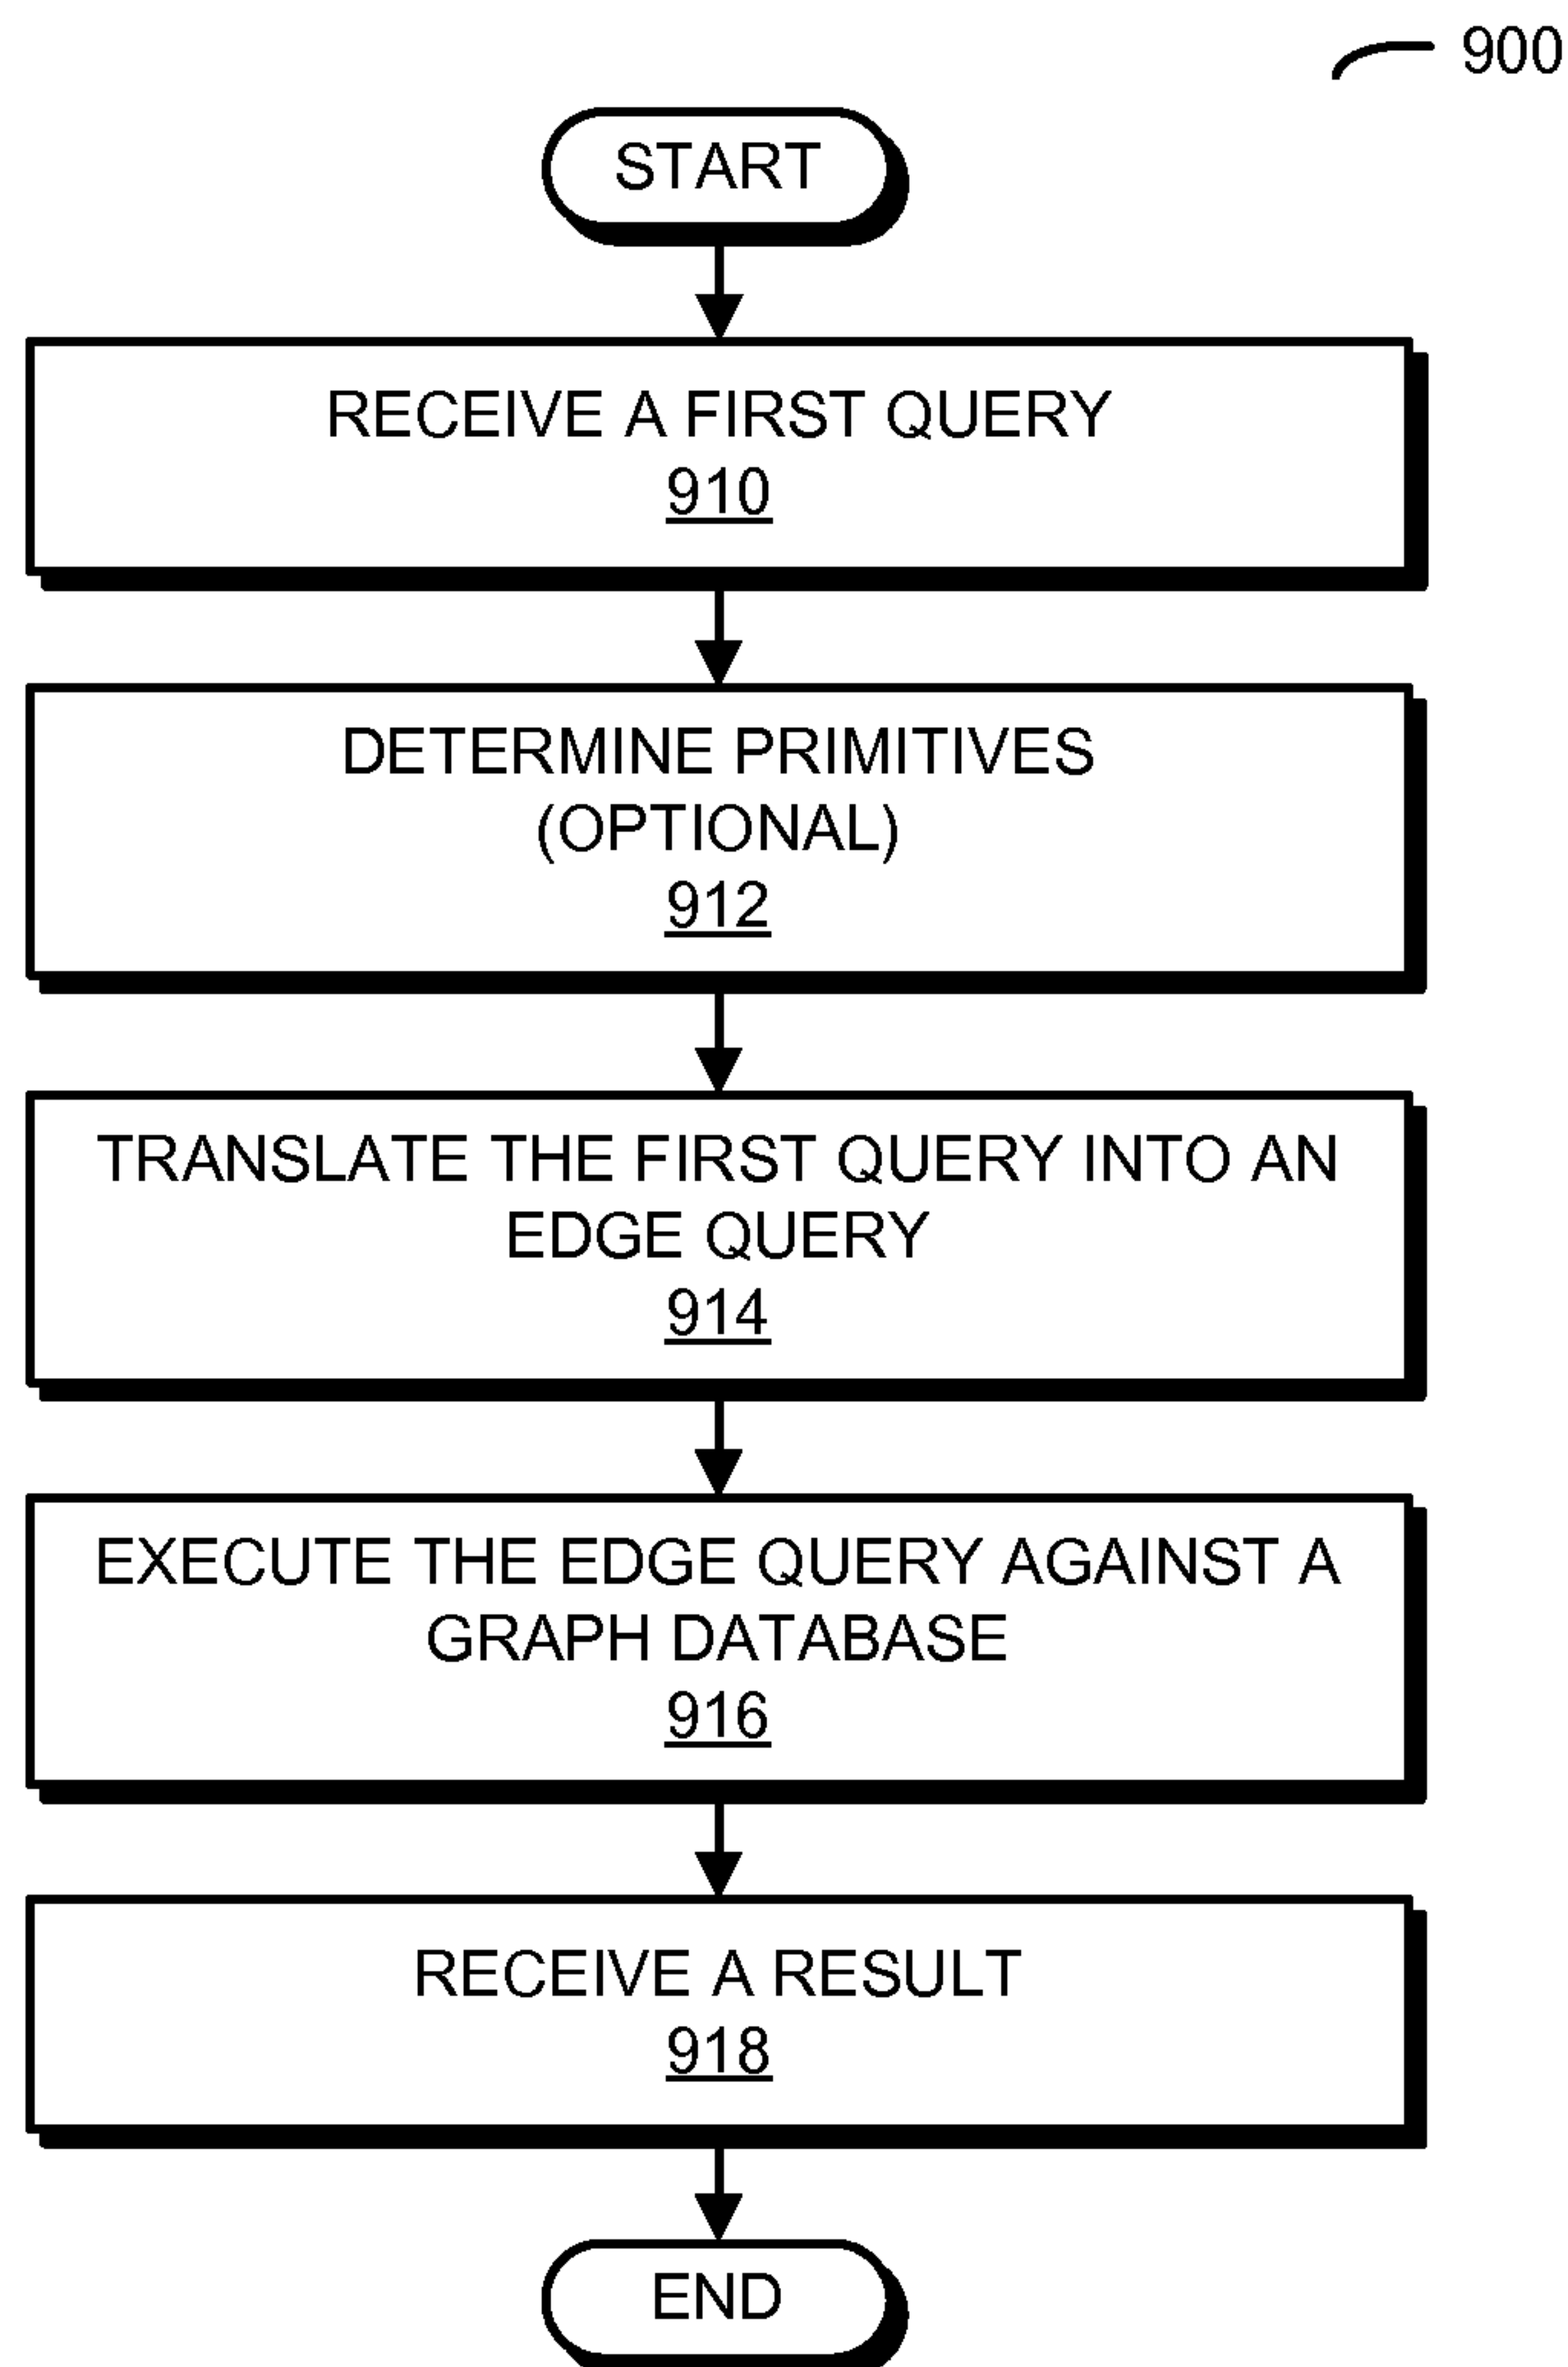 900
START
RECEIVE A FIRST QUERY
910
DETERMINE PRIMITIVES
(OPTIONAL)
912
TRANSLATE THE FIRST QUERY INTO AN
EDGE QUERY
914
EXECUTE THE EDGE QUERY AGAINST A
GRAPH DATABASE
916
RECEIVE A RESULT
918
END